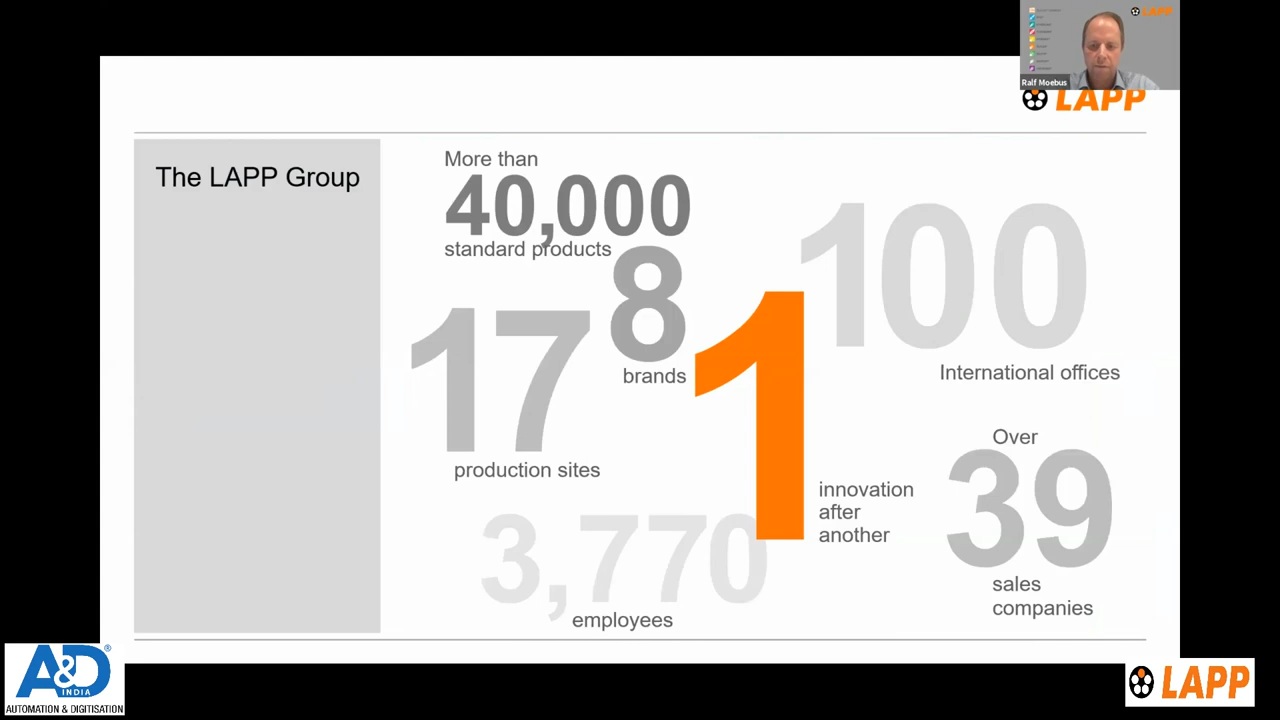 LAPP
Ralf Moebus
LAPP
The LAPP Group
More than
40,000
standard products
8
brands
100
International offices
17
production sites
1
innovation
after
another
Over
39
sales
companies
3,770
employees
A&D®
INDIA
AUTOMATION & DIGITISATION
LAPP